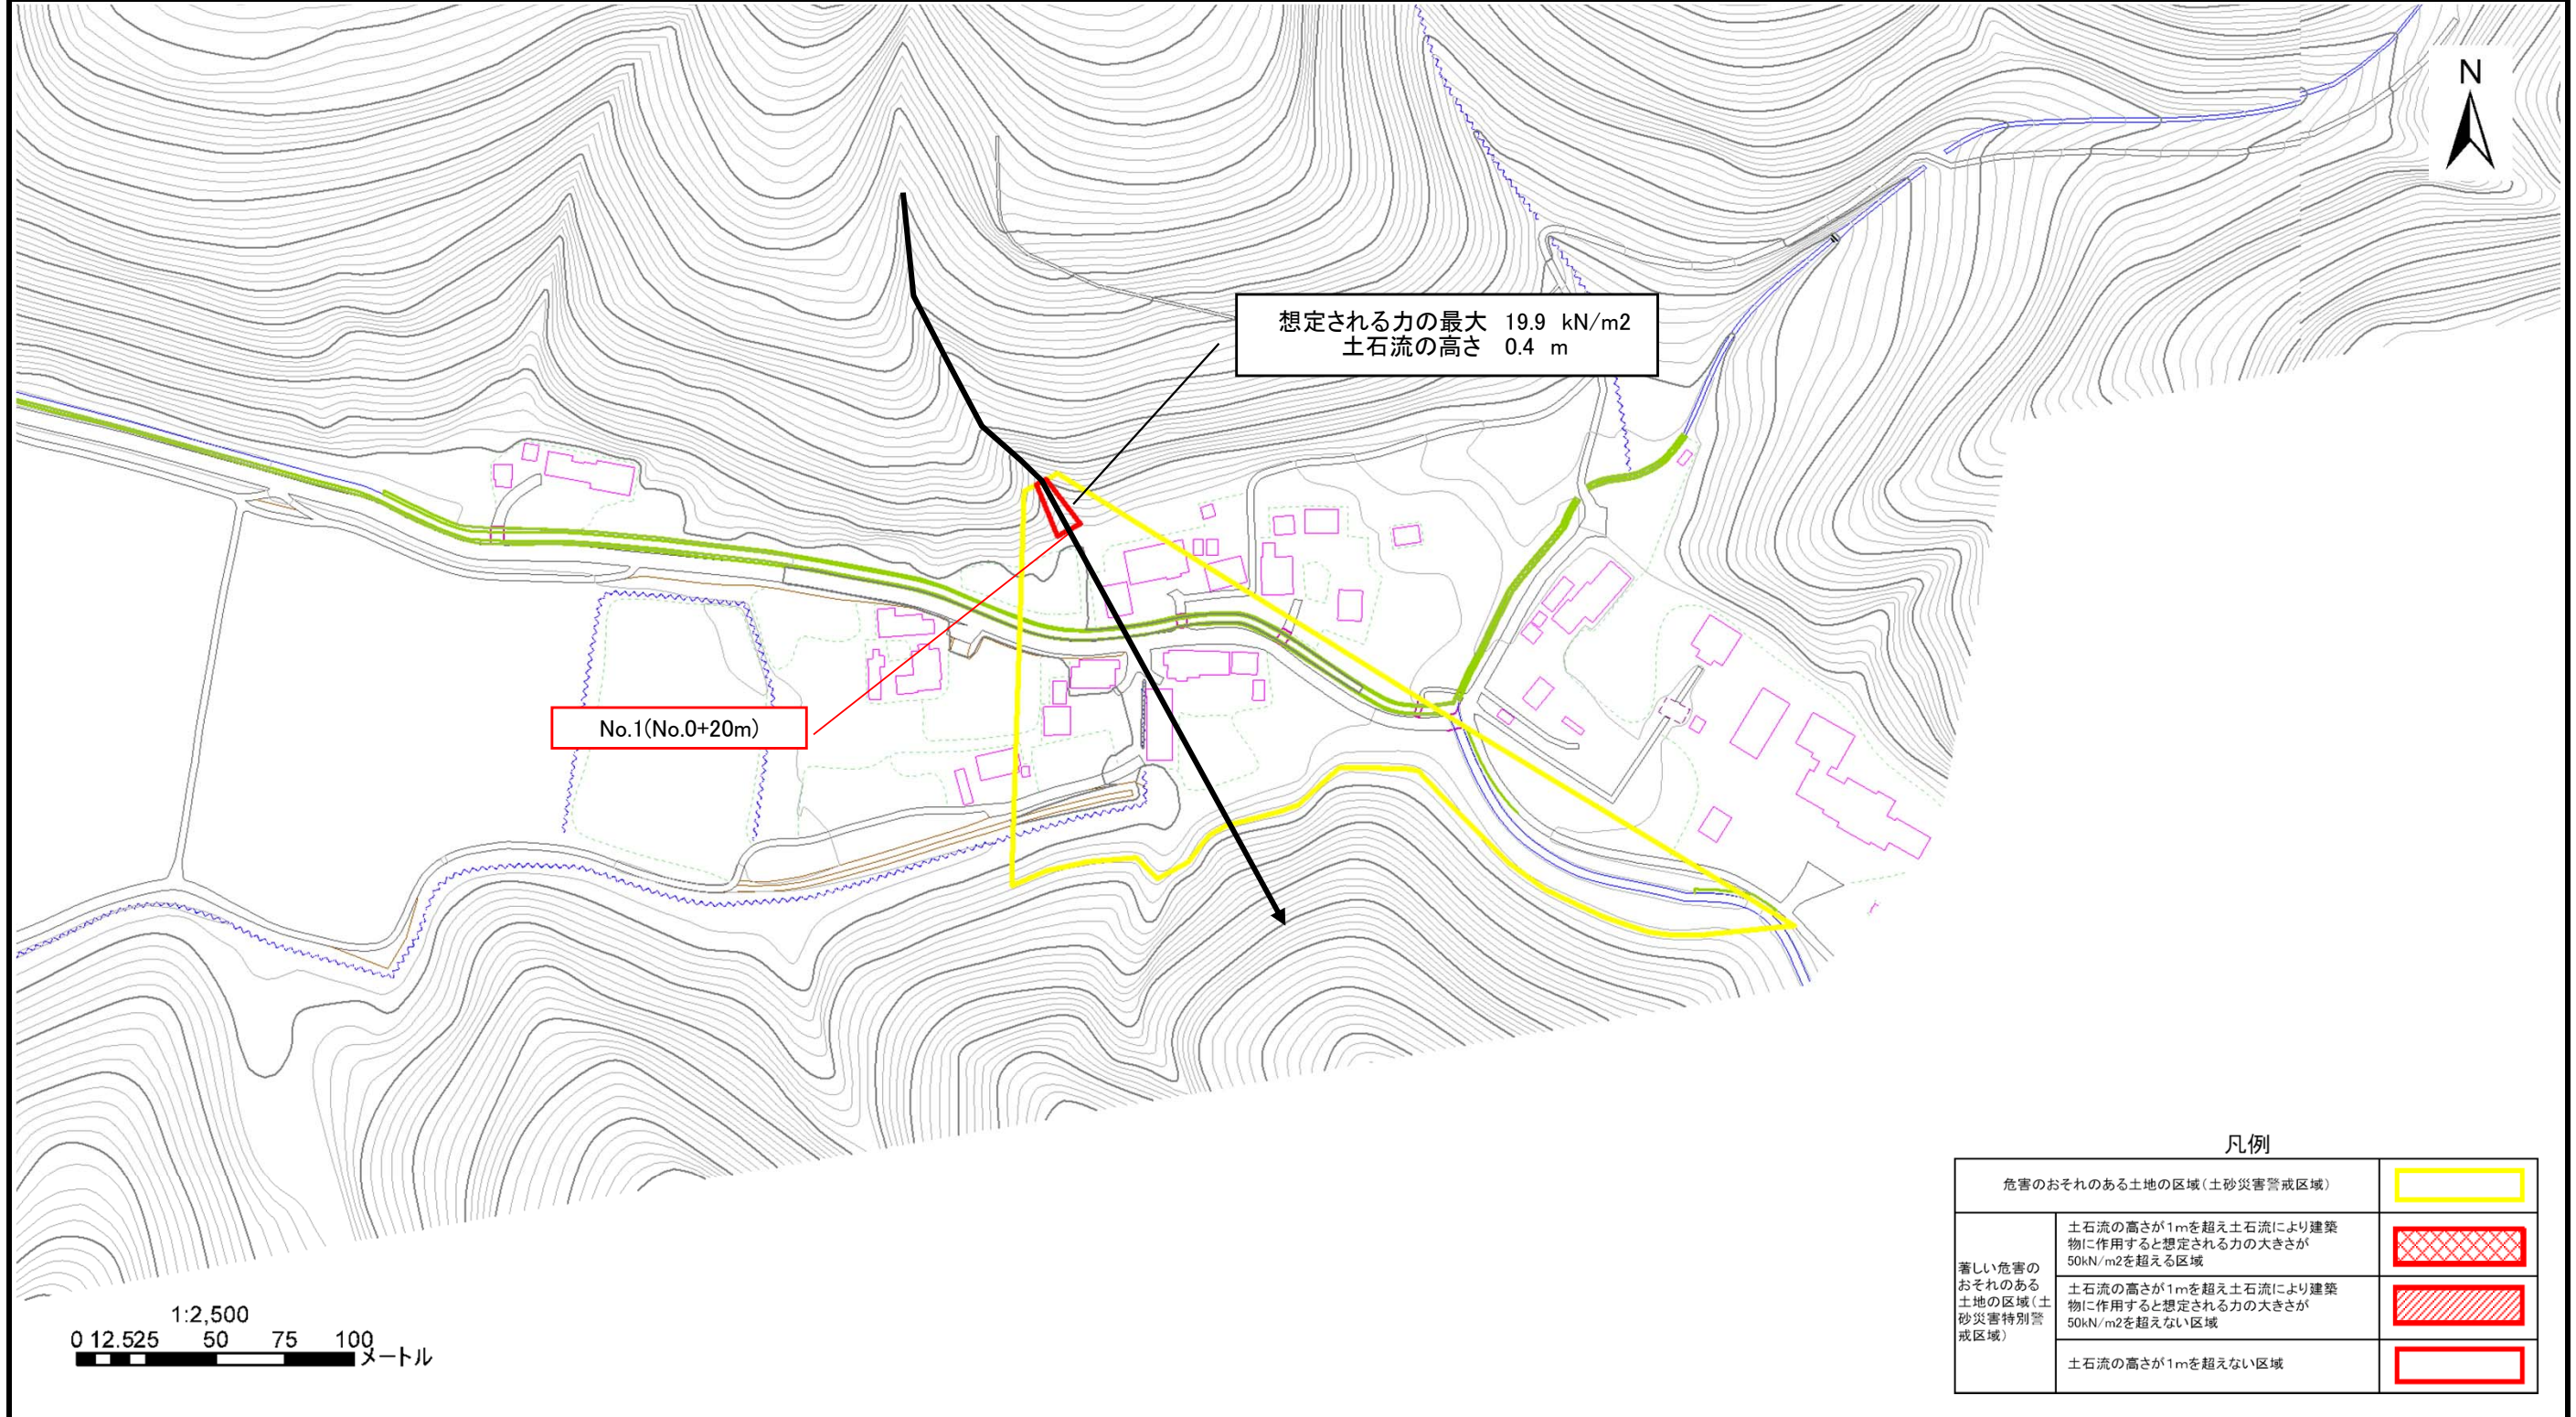 N
想定される力の最大 19.9 kN/m2
土石流の高さ 0.4 m
No.1(No.0+20m)
凡例
危害のおそれのある土地の区域(土砂災害警戒区域)
著しい危害の
おそれのある
土地の区域(土
砂災害特別警
戒区域)
土石流の高さが1mを超え土石流により建築
物に作用すると想定される力の大きさが
50kN/m2を超える区域
土石流の高さが1mを超え土石流により建築
物に作用すると想定される力の大きさが
50kN/m2を超えない区域
土石流の高さが1mを超えない区域
1:2,500
0 12.525 50 75 100
メートル